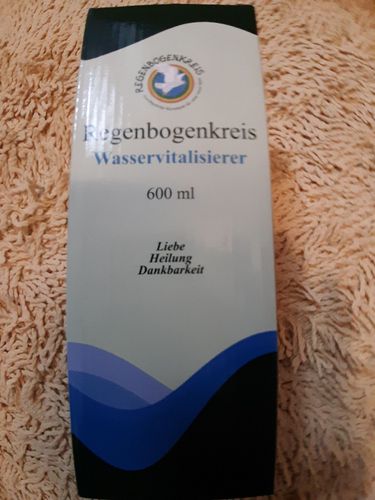 REGENBOGENKREIS
Regenbogenkreis
Wasservitalisierer
600 ml
Liebe
Heilung
Dankbarkeit